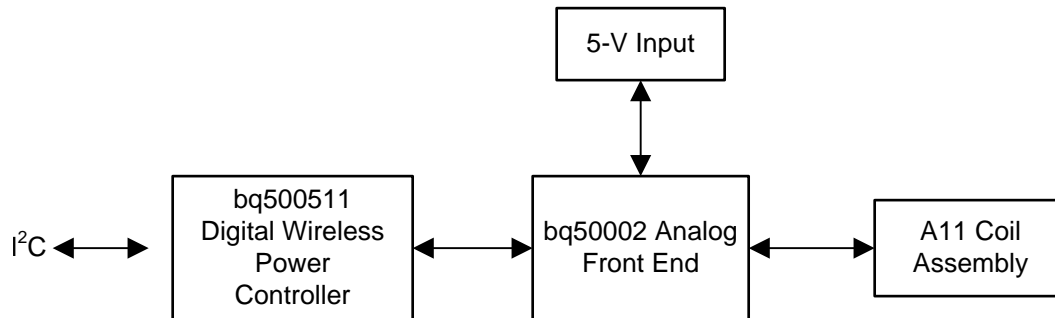 5-V Input
bq500511
Digital Wireless
Power
Controller
bq50002 Analog
Front End
A11 Coil
Assembly
I²C